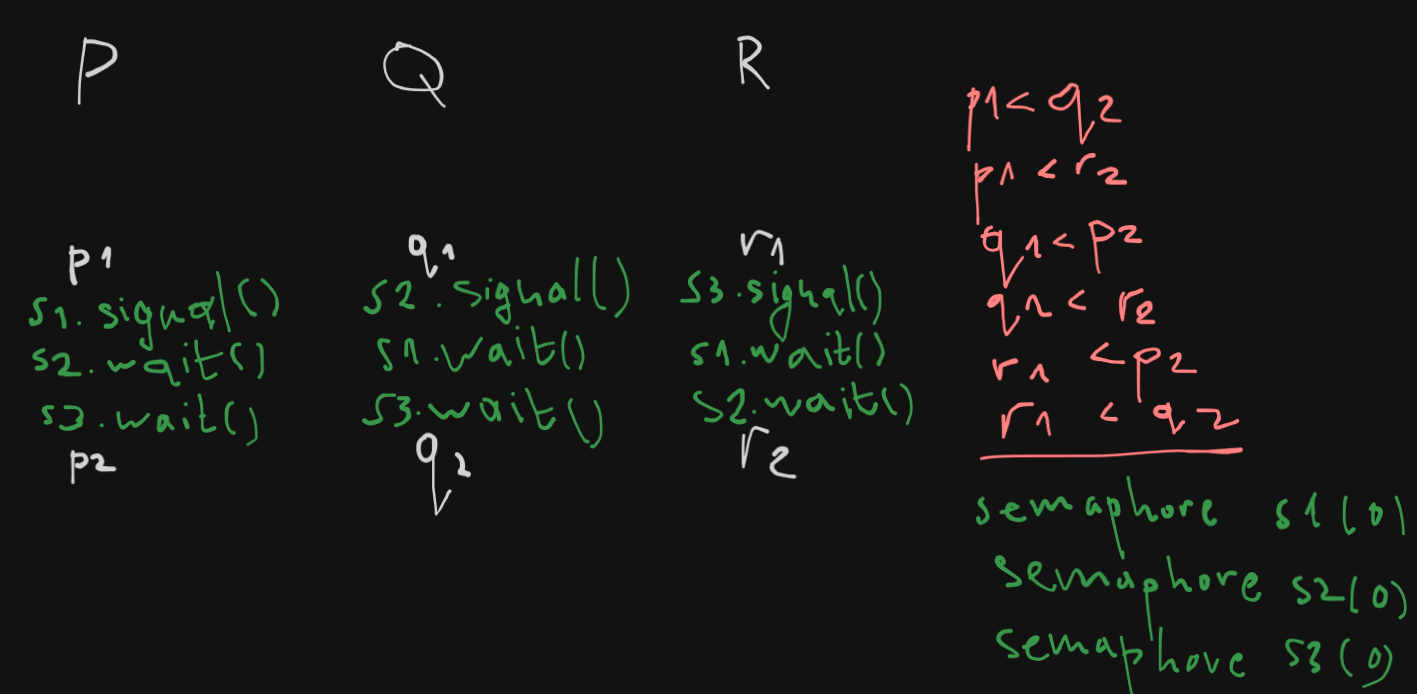 P
p1
s1.signal()
s2.wait()
s3.wait()
p2
Q
q1
s2.signal()
s1.wait()
s3.wait()
q2
R
r1
s3.signal()
s1.wait()
s2.wait()
r2
p1 < q2
p1 < r2
q1 < p2
q1 < r2
r1 < p2
r1 < q2
semaphore s1(0)
semaphore s2(0)
semaphore s3(0)